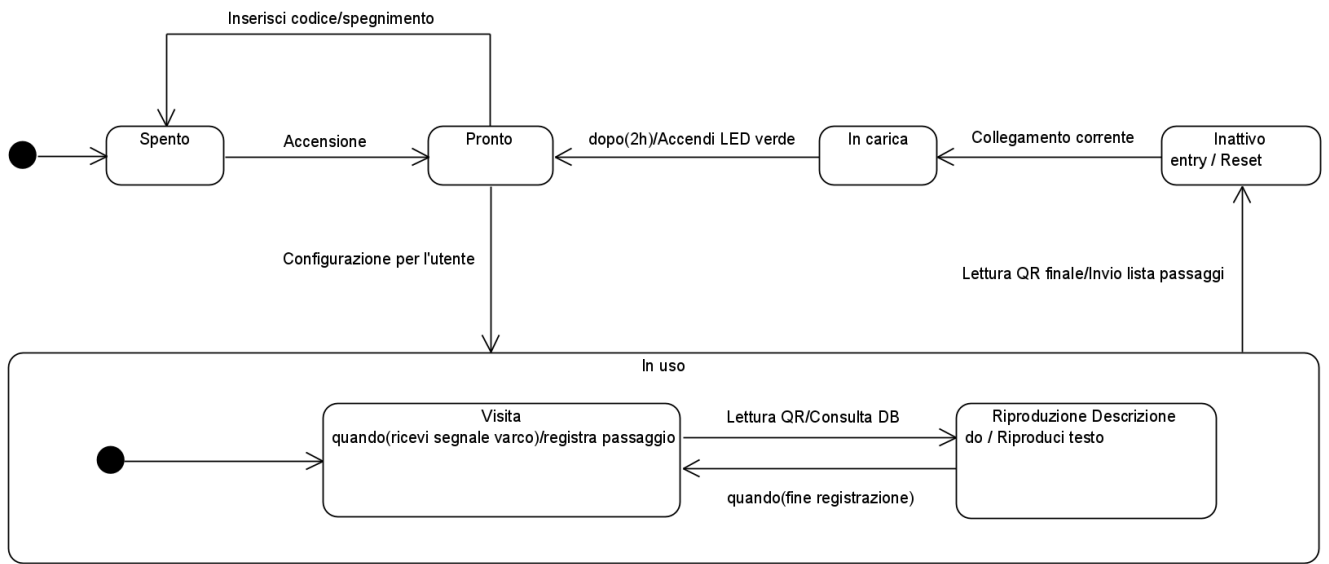 Inserisci codice/spegnimento
Spento
Accensione
Pronto
dopo(2h)/Accendi LED verde
In carica
Collegamento corrente
Inattivo
entry / Reset
Configurazione per l'utente
Lettura QR finale/Invio lista passaggi
In uso
Visita
quando(ricevi segnale varco)/registra passaggio
Lettura QR/Consulta DB
Riproduzione Descrizione
do / Riproduci testo
quando(fine registrazione)